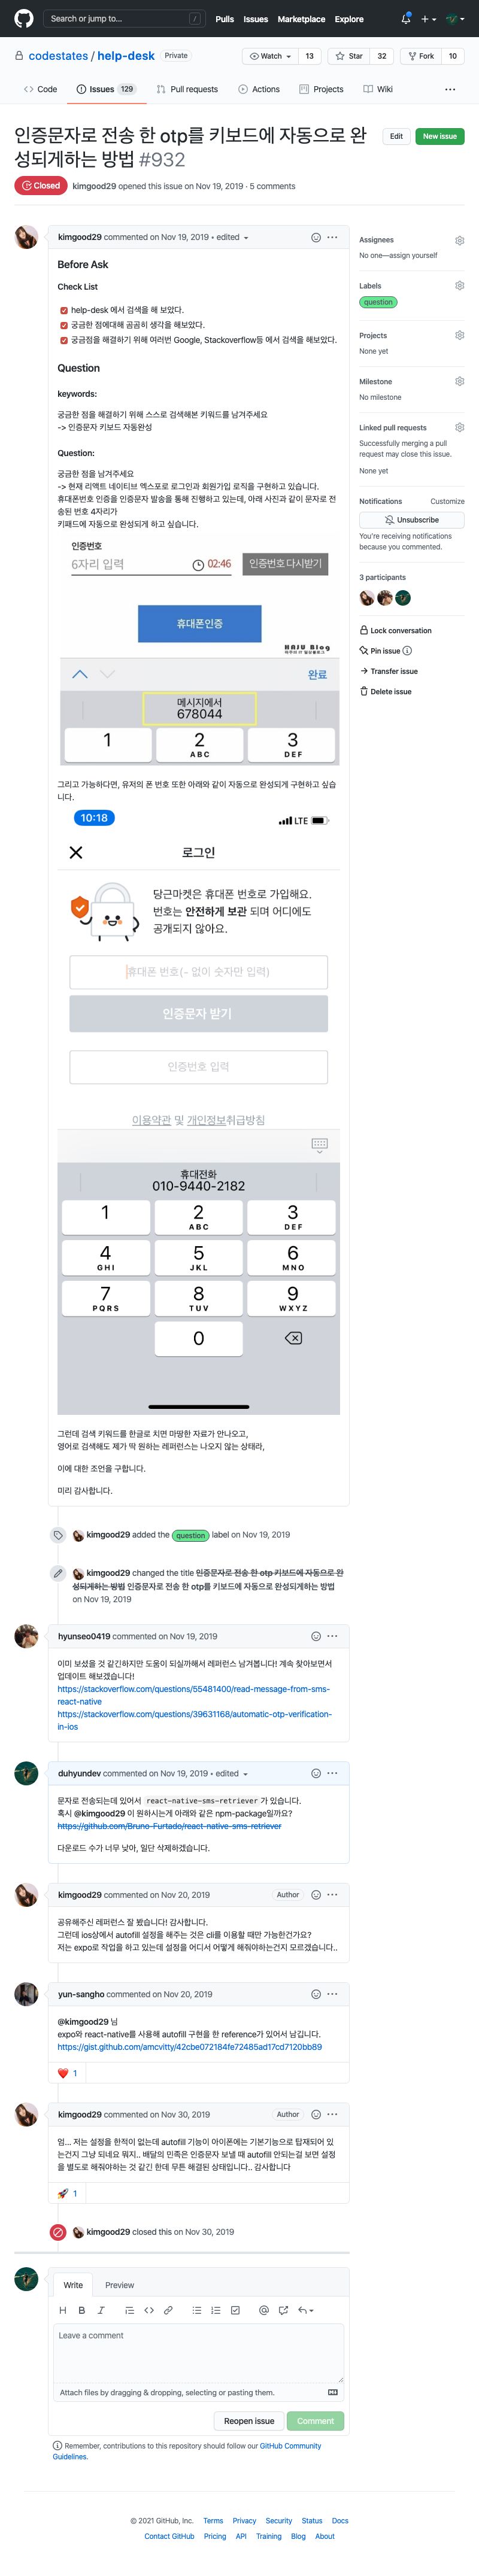 Search or jump to...
/
Pulls Issues Marketplace Explore
codestates / help-desk Private
Watch 13 Star 32 Fork 10
Code Issues 129 Pull requests Actions Projects Wiki
인증문자로 전송 한 otp를 키보드에 자동으로 완
성되게하는 방법 #932
Edit New issue
Closed kimgood29 opened this issue on Nov 19, 2019 · 5 comments
kimgood29 commented on Nov 19, 2019 • edited
Before Ask
Check List
help-desk 에서 검색을 해 보았다.
궁금한 점에대해 곰곰히 생각을 해보았다.
궁금점을 해결하기 위해 여러번 Google, Stackoverflow등 에서 검색을 해보았다.
Question
keywords:
궁금한 점을 해결하기 위해 스스로 검색해본 키워드를 남겨주세요
-> 인증문자 키보드 자동완성
Question:
궁금한 점을 남겨주세요
-> 현재 리액트 네이티브 엑스포로 로그인과 회원가입 로직을 구현하고 있습니다.
휴대폰번호 인증을 인증문자 발송을 통해 진행하고 있는데, 아래 사진과 같이 문자로 전
송된 번호 4자리가
키패드에 자동으로 완성되게 하고 싶습니다.
인증번호
6자리 입력 02:46 인증번호 다시받기
휴대폰인증
HAJU Blog
완료
메시지에서
678044
1 2 3
ABC DEF
그리고 가능하다면, 유저의 폰 번호 또한 아래와 같이 자동으로 완성되게 구현하고 싶습
니다.
10:18 LTE
로그인
당근마켓은 휴대폰 번호로 가입해요.
번호는 안전하게 보관 되며 어디에도
공개되지 않아요.
휴대폰 번호(- 없이 숫자만 입력)
인증문자 받기
인증번호 입력
이용약관 및 개인정보취급방침
휴대전화
010-9440-2182
1 2 3
ABC DEF
4 5 6
GHI JKL MNO
7 8 9
PQRS TUV WXYZ
0
그런데 검색 키워드를 한글로 치면 마땅한 자료가 안나오고,
영어로 검색해도 제가 딱 원하는 레퍼런스는 나오지 않는 상태라,
이에 대한 조언을 구합니다.
미리 감사합니다.
kimgood29 added the question label on Nov 19, 2019
kimgood29 changed the title 인증문자로 전송 한 otp 키보드에 자동으로 완
성되게하는 방법 인증문자로 전송 한 otp를 키보드에 자동으로 완성되게하는 방법
on Nov 19, 2019
hyunseo0419 commented on Nov 19, 2019
이미 보셨을 것 같긴하지만 도움이 되실까해서 레퍼런스 남겨봅니다! 계속 찾아보면서
업데이트 해보겠습니다!
https://stackoverflow.com/questions/55481400/read-message-from-sms-
react-native
https://stackoverflow.com/questions/39631168/automatic-otp-verification-
in-ios
duhyundev commented on Nov 19, 2019 • edited
문자로 전송되는데 있어서 react-native-sms-retriever 가 있습니다.
혹시 @kimgood29 이 원하시는게 아래와 같은 npm-package일까요?
https://github.com/Bruno-Furtado/react-native-sms-retriever
다운로드 수가 너무 낮아, 일단 삭제하겠습니다.
kimgood29 commented on Nov 20, 2019 Author
공유해주신 레퍼런스 잘 봤습니다! 감사합니다.
그런데 ios상에서 autofill 설정을 해주는 것은 cli를 이용할 때만 가능한건가요?
저는 expo로 작업을 하고 있는데 설정을 어디서 어떻게 해줘야하는건지 모르겠습니다..
yun-sangho commented on Nov 20, 2019
@kimgood29 님
expo와 react-native를 사용해 autofill 구현을 한 reference가 있어서 남깁니다.
https://gist.github.com/amcvitty/42cbe072184fe72485ad17cd7120bb89
1
kimgood29 commented on Nov 30, 2019 Author
엄... 저는 설정을 한적이 없는데 autofill 기능이 아이폰에는 기본기능으로 탑재되어 있
는건지 그냥 되네요 뭐지.. 배달의 민족은 인증문자 보낼 때 autofill 안되는걸 보면 설정
을 별도로 해줘야하는 것 같긴 한데 무튼 해결된 상태입니다.. 감사합니다
1
kimgood29 closed this on Nov 30, 2019
Write Preview
Leave a comment
Attach files by dragging & dropping, selecting or pasting them.
Reopen issue Comment
Remember, contributions to this repository should follow our GitHub Community
Guidelines.
Assignees
No one—assign yourself
Labels
question
Projects
None yet
Milestone
No milestone
Linked pull requests
Successfully merging a pull
request may close this issue.
None yet
Notifications Customize
Unsubscribe
You're receiving notifications
because you commented.
3 participants
Lock conversation
Pin issue
Transfer issue
Delete issue
© 2021 GitHub, Inc. Terms Privacy Security Status Docs
Contact GitHub Pricing API Training Blog About